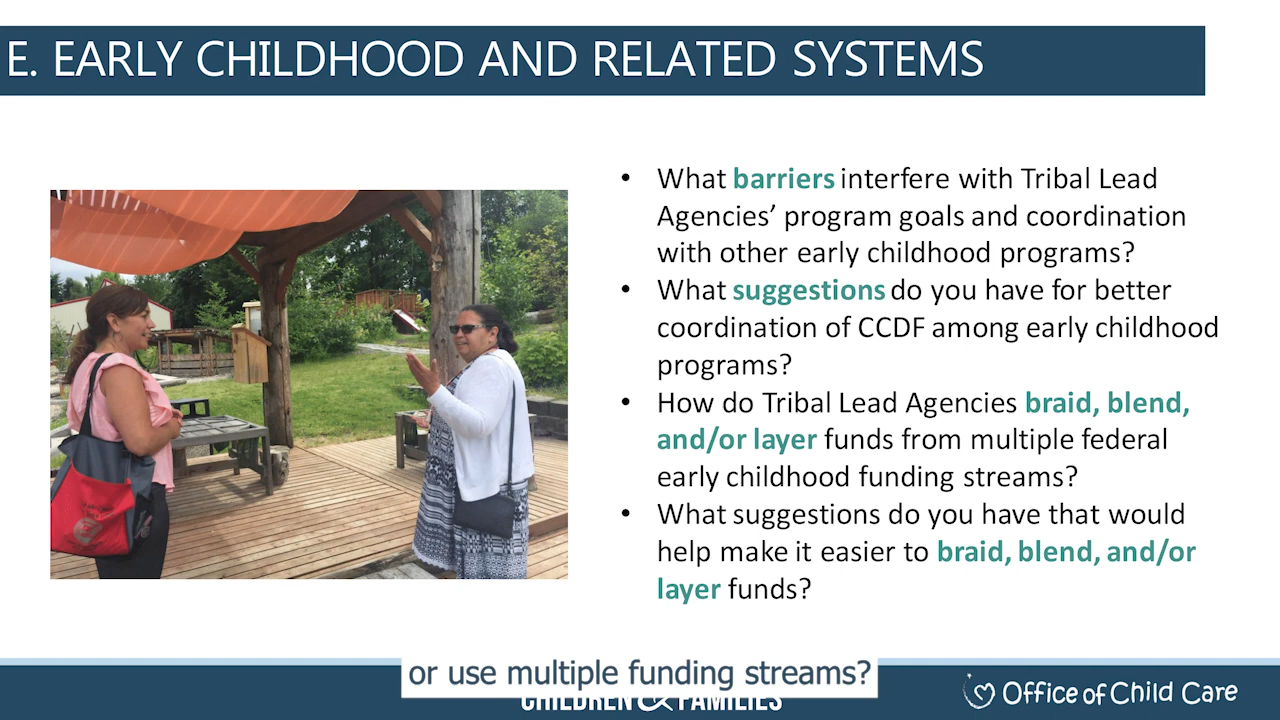 E. EARLY CHILDHOOD AND RELATED SYSTEMS
• What barriers interfere with Tribal Lead
Agencies’ program goals and coordination
with other early childhood programs?
• What suggestions do you have for better
coordination of CCDF among early childhood
programs?
• How do Tribal Lead Agencies braid, blend,
and/or layer funds from multiple federal
early childhood funding streams?
• What suggestions do you have that would
help make it easier to braid, blend, and/or
layer funds?
or use multiple funding streams?
CHILDREN & FAMILIES
Office of Child Care